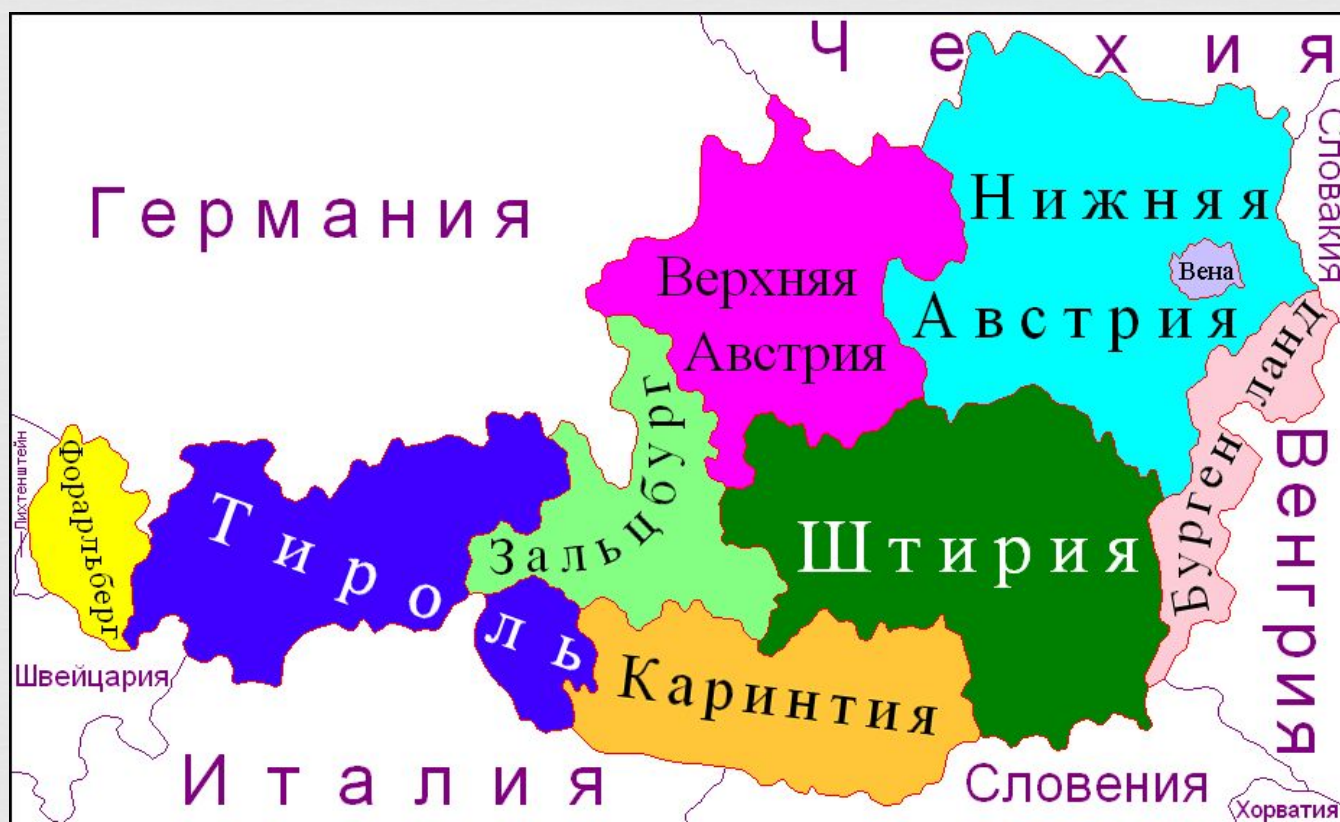 Чехия
Словакия
Германия
Нижняя
Австрия
Вена
Верхняя
Австрия
Бургенланд
Зальцбург
Лихтенштейн
Форарльберг
Тироль
Штирия
Венгрия
Швейцария
Каринтия
Италия
Словения
Хорватия